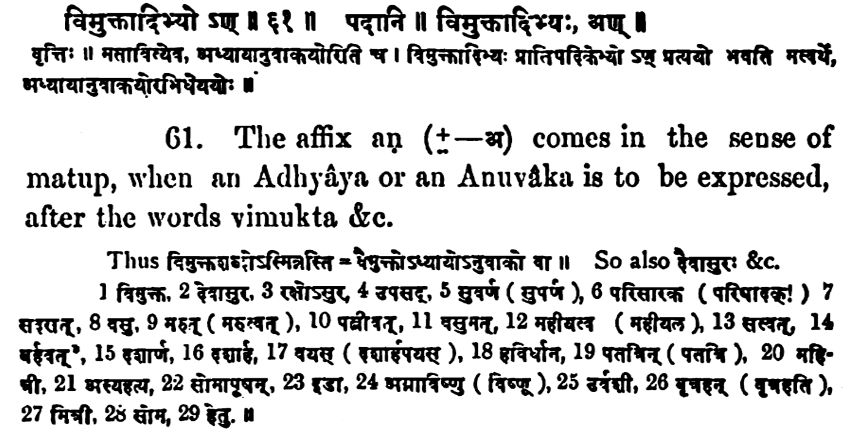 विमुक्तादिभ्यो ऽण् ॥ ६१ ॥ पदानि ॥ विमुक्तादिभ्यः, अण् ॥
वृत्तिः ॥ मतावित्येव, अध्यायानुवाकयोरिति च । विमुक्तादिभ्यः प्रातिपदिकेभ्यो ऽण् प्रत्ययो भवति मत्वर्थे,
अध्यायानुवाकयोरभिधेययोः ॥
61. The affix aṇ (±—अ) comes in the sense of
matup, when an Adhyâya or an Anuvâka is to be expressed,
after the words vimukta &c.
Thus विमुक्तशब्दोऽस्मिन्नस्ति = वैमुक्तोऽध्यायोऽनुवाको वा ॥ So also दैवासुरः &c.
1 विमुक्त, 2 देवासुर, 3 रक्षोऽसुर, 4 उपसद्, 5 सुवर्ण ( सुपर्ण ), 6 परिसारक ( परिषादक्! ) 7
सदसत्, 8 वसु, 9 मरुत् ( मरुत्वत् ), 10 पत्नीवत्, 11 वसुमत्, 12 महीयत्व ( महीयल ), 13 सत्वत्, 14
बर्हवत्, 15 दशार्ण, 16 दशार्ह, 17 वयस् ( दशार्हपयस् ), 18 हविर्धान, 19 पतत्रिन् ( पतत्रि ), 20 महि-
षी, 21 अस्यहत्य, 22 सोमापूषन्, 23 इडा, 24 अग्नाविष्णु ( विष्णू ), 25 उर्वशी, 26 वृत्रहन् ( वृत्रहति ),
27 मित्री, 28 सोम, 29 हेतु. ॥